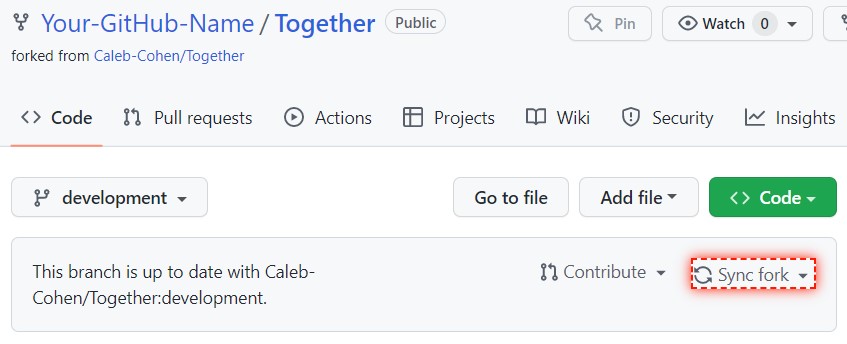 Your-GitHub-Name / Together Public Pin Watch 0
forked from Caleb-Cohen/Together
<> Code Pull requests Actions Projects Wiki Security Insights
development Go to file Add file <> Code
This branch is up to date with Caleb- Contribute Sync fork
Cohen/Together:development.